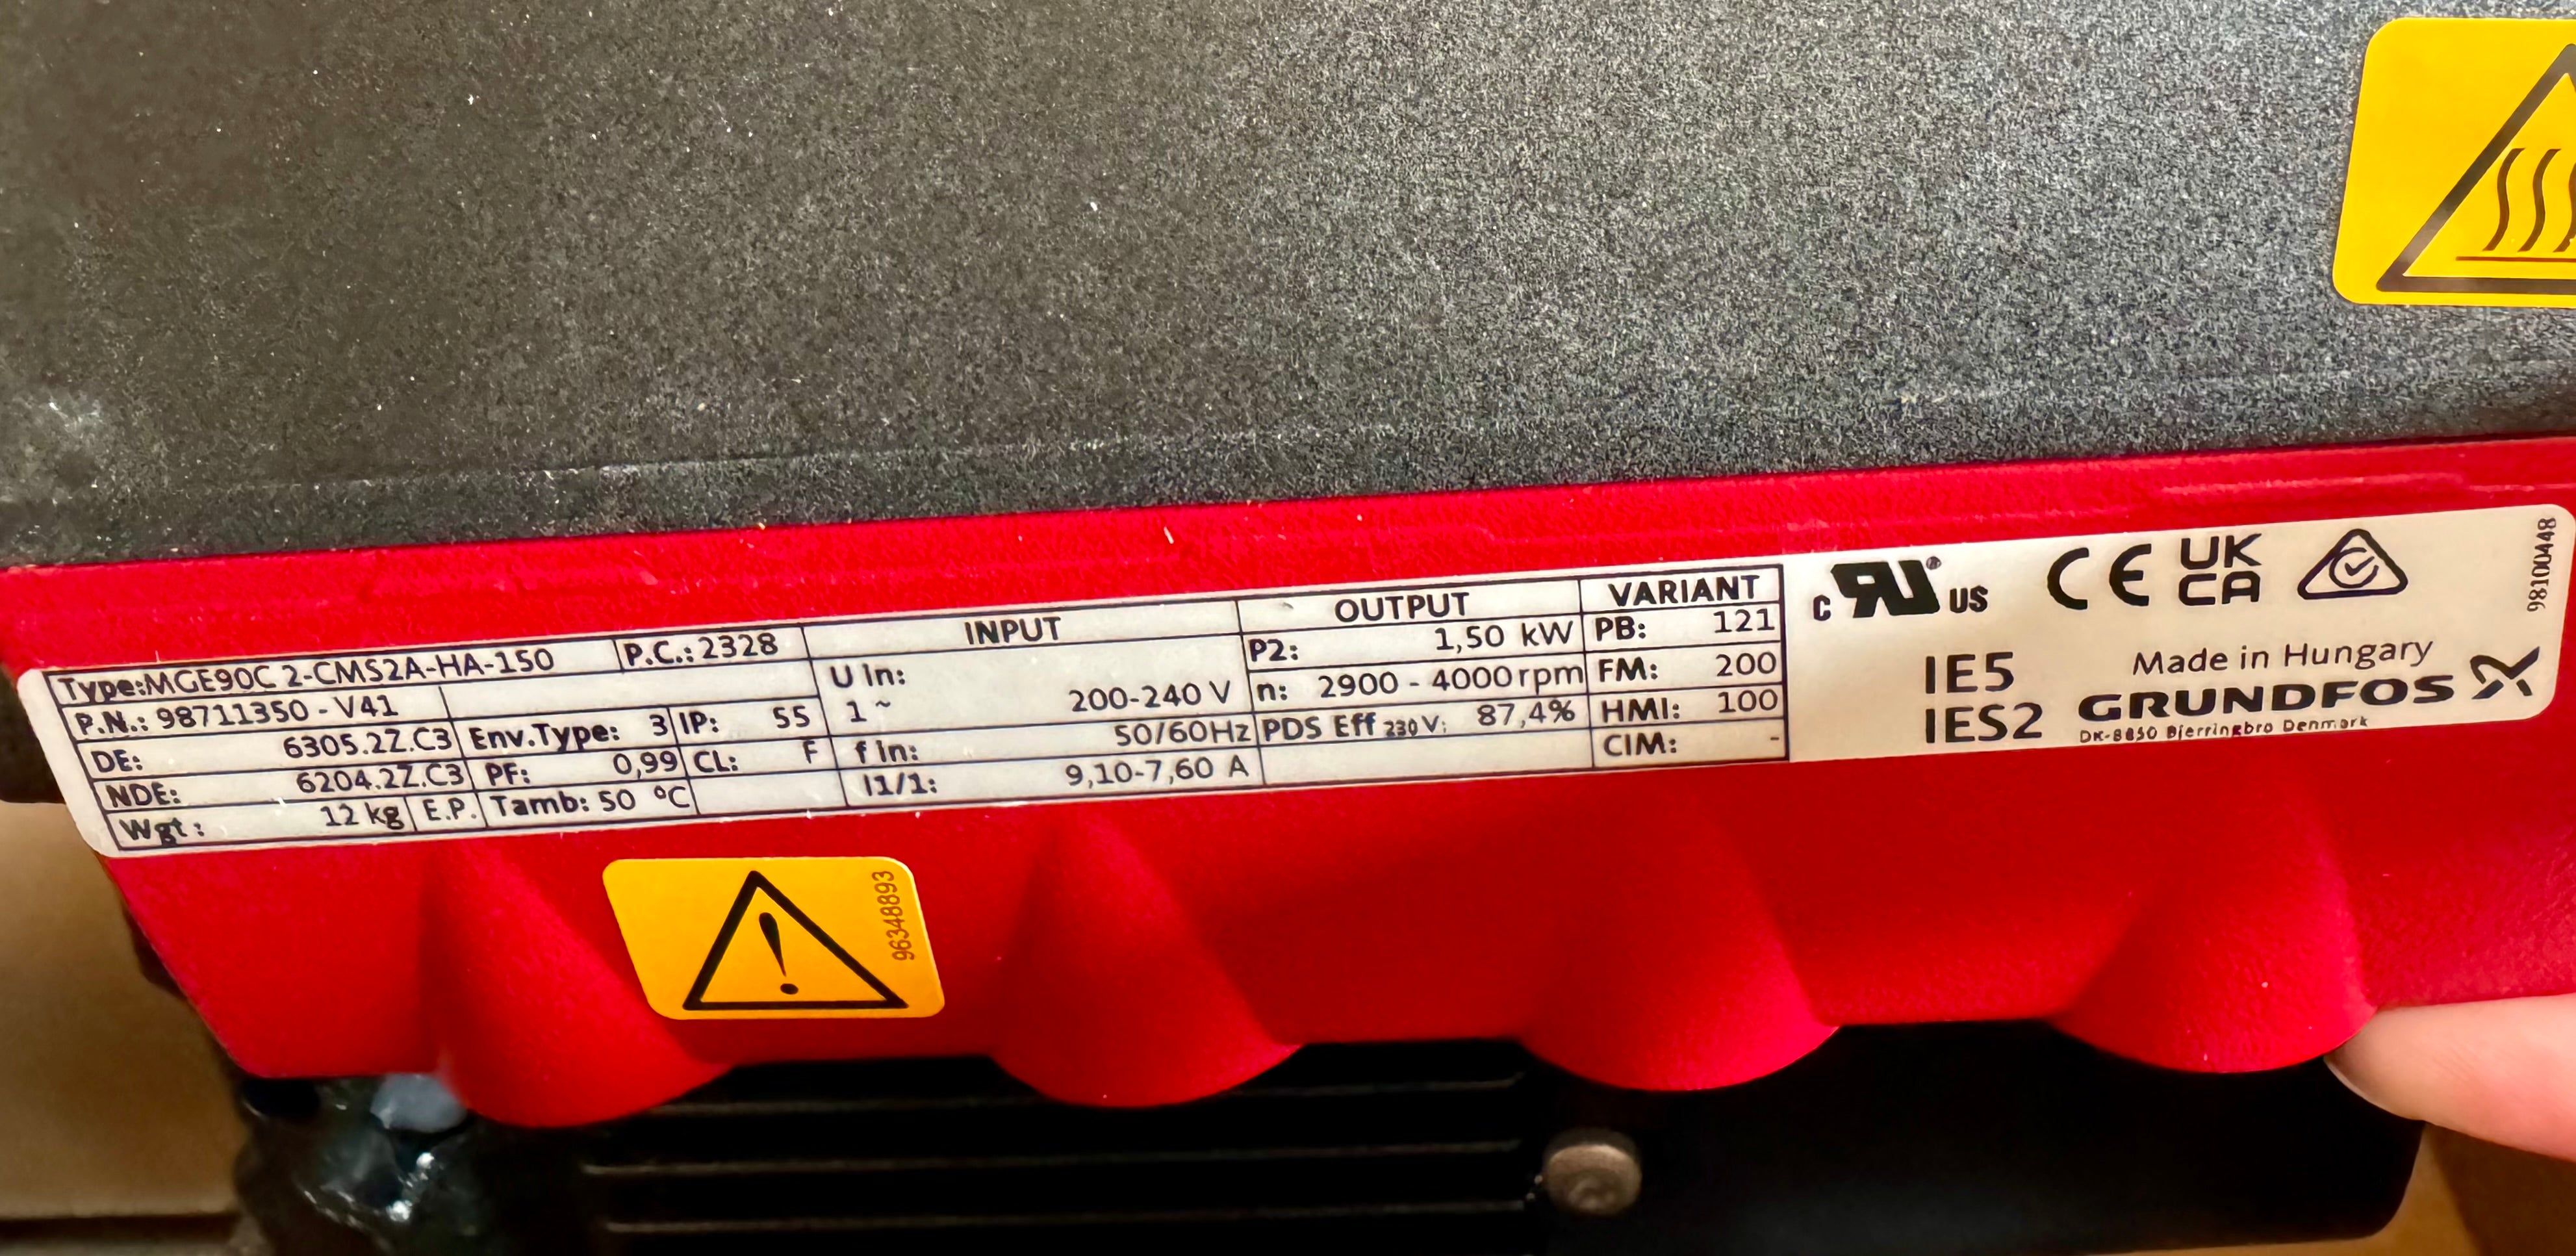 Type:MGE90C 2-CMS2A-HA-150 P.C.:2328
P.N.: 98711350 - V41
DE: 6305.2Z.C3 Env.Type: 3 IP: 55
NDE: 6204.2Z.C3 PF: 0,99 CL: F
Wgt: 12 kg E.P. Tamb: 50 °C
INPUT
U In:
1~ 200-240 V
f In: 50/60Hz
I1/1: 9,10-7,60 A
OUTPUT
P2: 1,50 kW
n: 2900 - 4000rpm
PDS Eff 230 V: 87,4%
VARIANT
PB: 121
FM: 200
HMI: 100
CIM: -
c RU® US CE UK
CA
IE5
IES2
Made in Hungary
GRUNDFOS
DK-8850 Bjerringbro Denmark
98100448
96348893